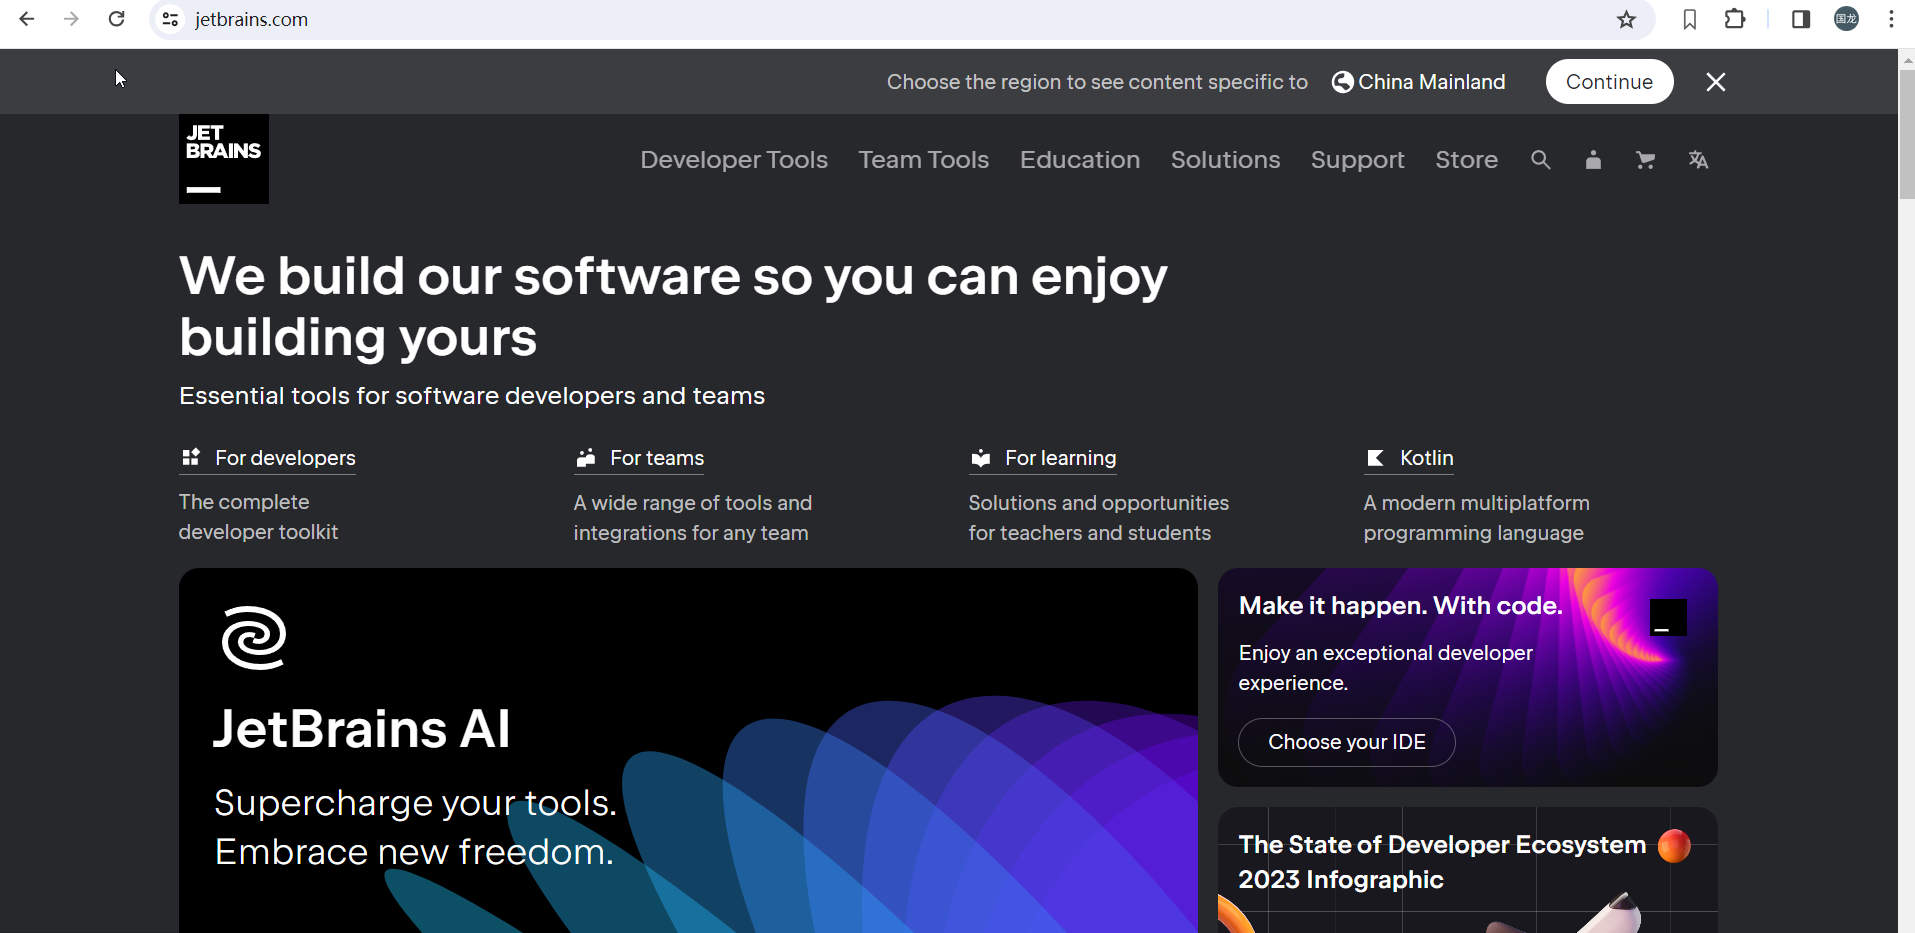 jetbrains.com
国龙
Choose the region to see content specific to China Mainland Continue
JET
BRAINS
Developer Tools Team Tools Education Solutions Support Store
We build our software so you can enjoy
building yours
Essential tools for software developers and teams
For developers
The complete
developer toolkit
For teams
A wide range of tools and
integrations for any team
For learning
Solutions and opportunities
for teachers and students
Kotlin
A modern multiplatform
programming language
JetBrains AI
Supercharge your tools.
Embrace new freedom.
Make it happen. With code.
Enjoy an exceptional developer
experience.
Choose your IDE
The State of Developer Ecosystem
2023 Infographic